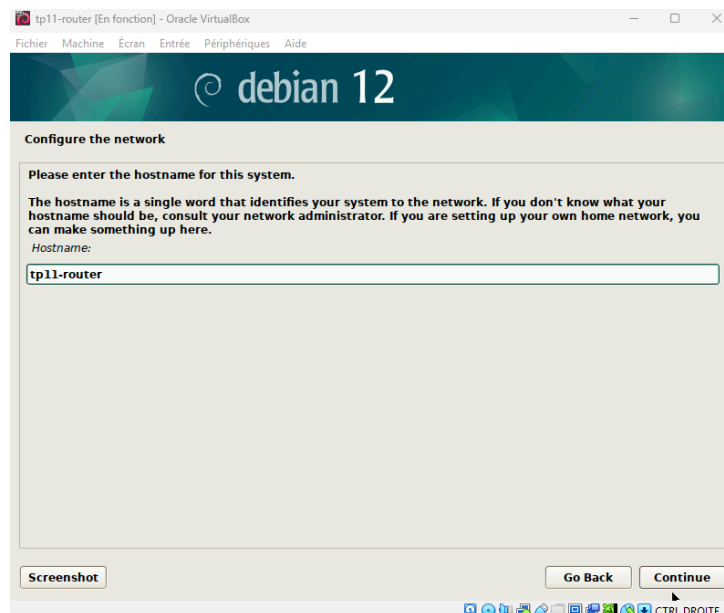 tp11-router [En fonction] - Oracle VirtualBox
Fichier Machine Écran Entrée Périphériques Aide
debian 12
Configure the network
Please enter the hostname for this system.
The hostname is a single word that identifies your system to the network. If you don't know what your
hostname should be, consult your network administrator. If you are setting up your own home network, you
can make something up here.
Hostname:
tp11-router
Screenshot
Go Back
Continue
CTRL DROITE